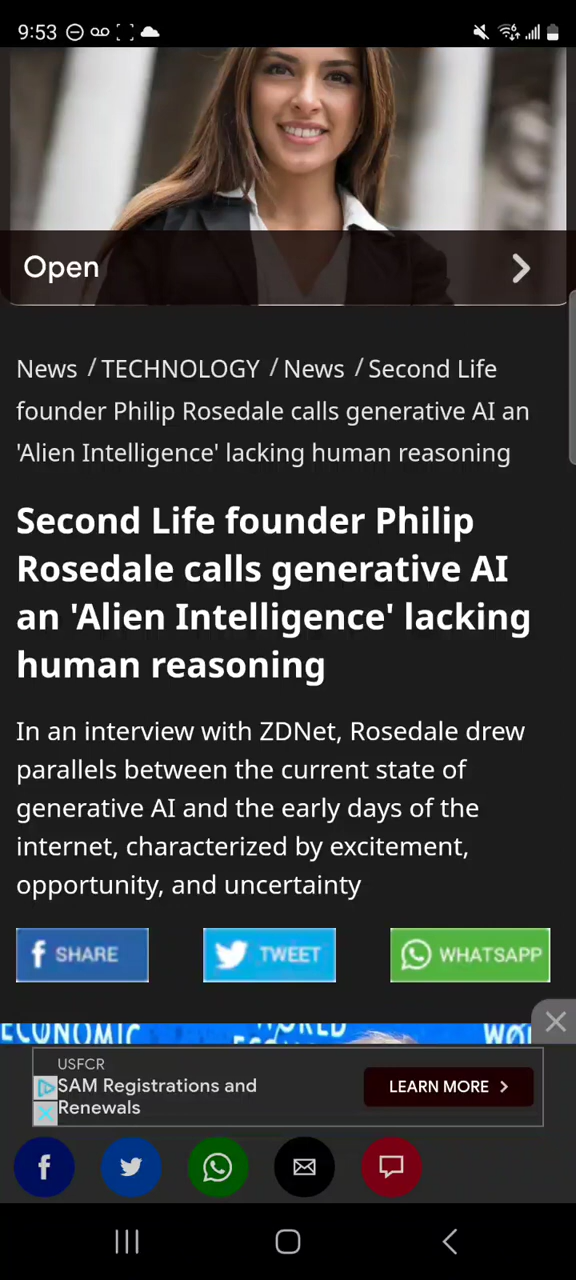 9:53
Open
News / TECHNOLOGY / News / Second Life
founder Philip Rosedale calls generative AI an
'Alien Intelligence' lacking human reasoning
Second Life founder Philip
Rosedale calls generative AI
an 'Alien Intelligence' lacking
human reasoning
In an interview with ZDNet, Rosedale drew
parallels between the current state of
generative AI and the early days of the
internet, characterized by excitement,
opportunity, and uncertainty
SHARE TWEET WHATSAPP
ECONOMIC WORLD
USFCR
SAM Registrations and
Renewals
LEARN MORE